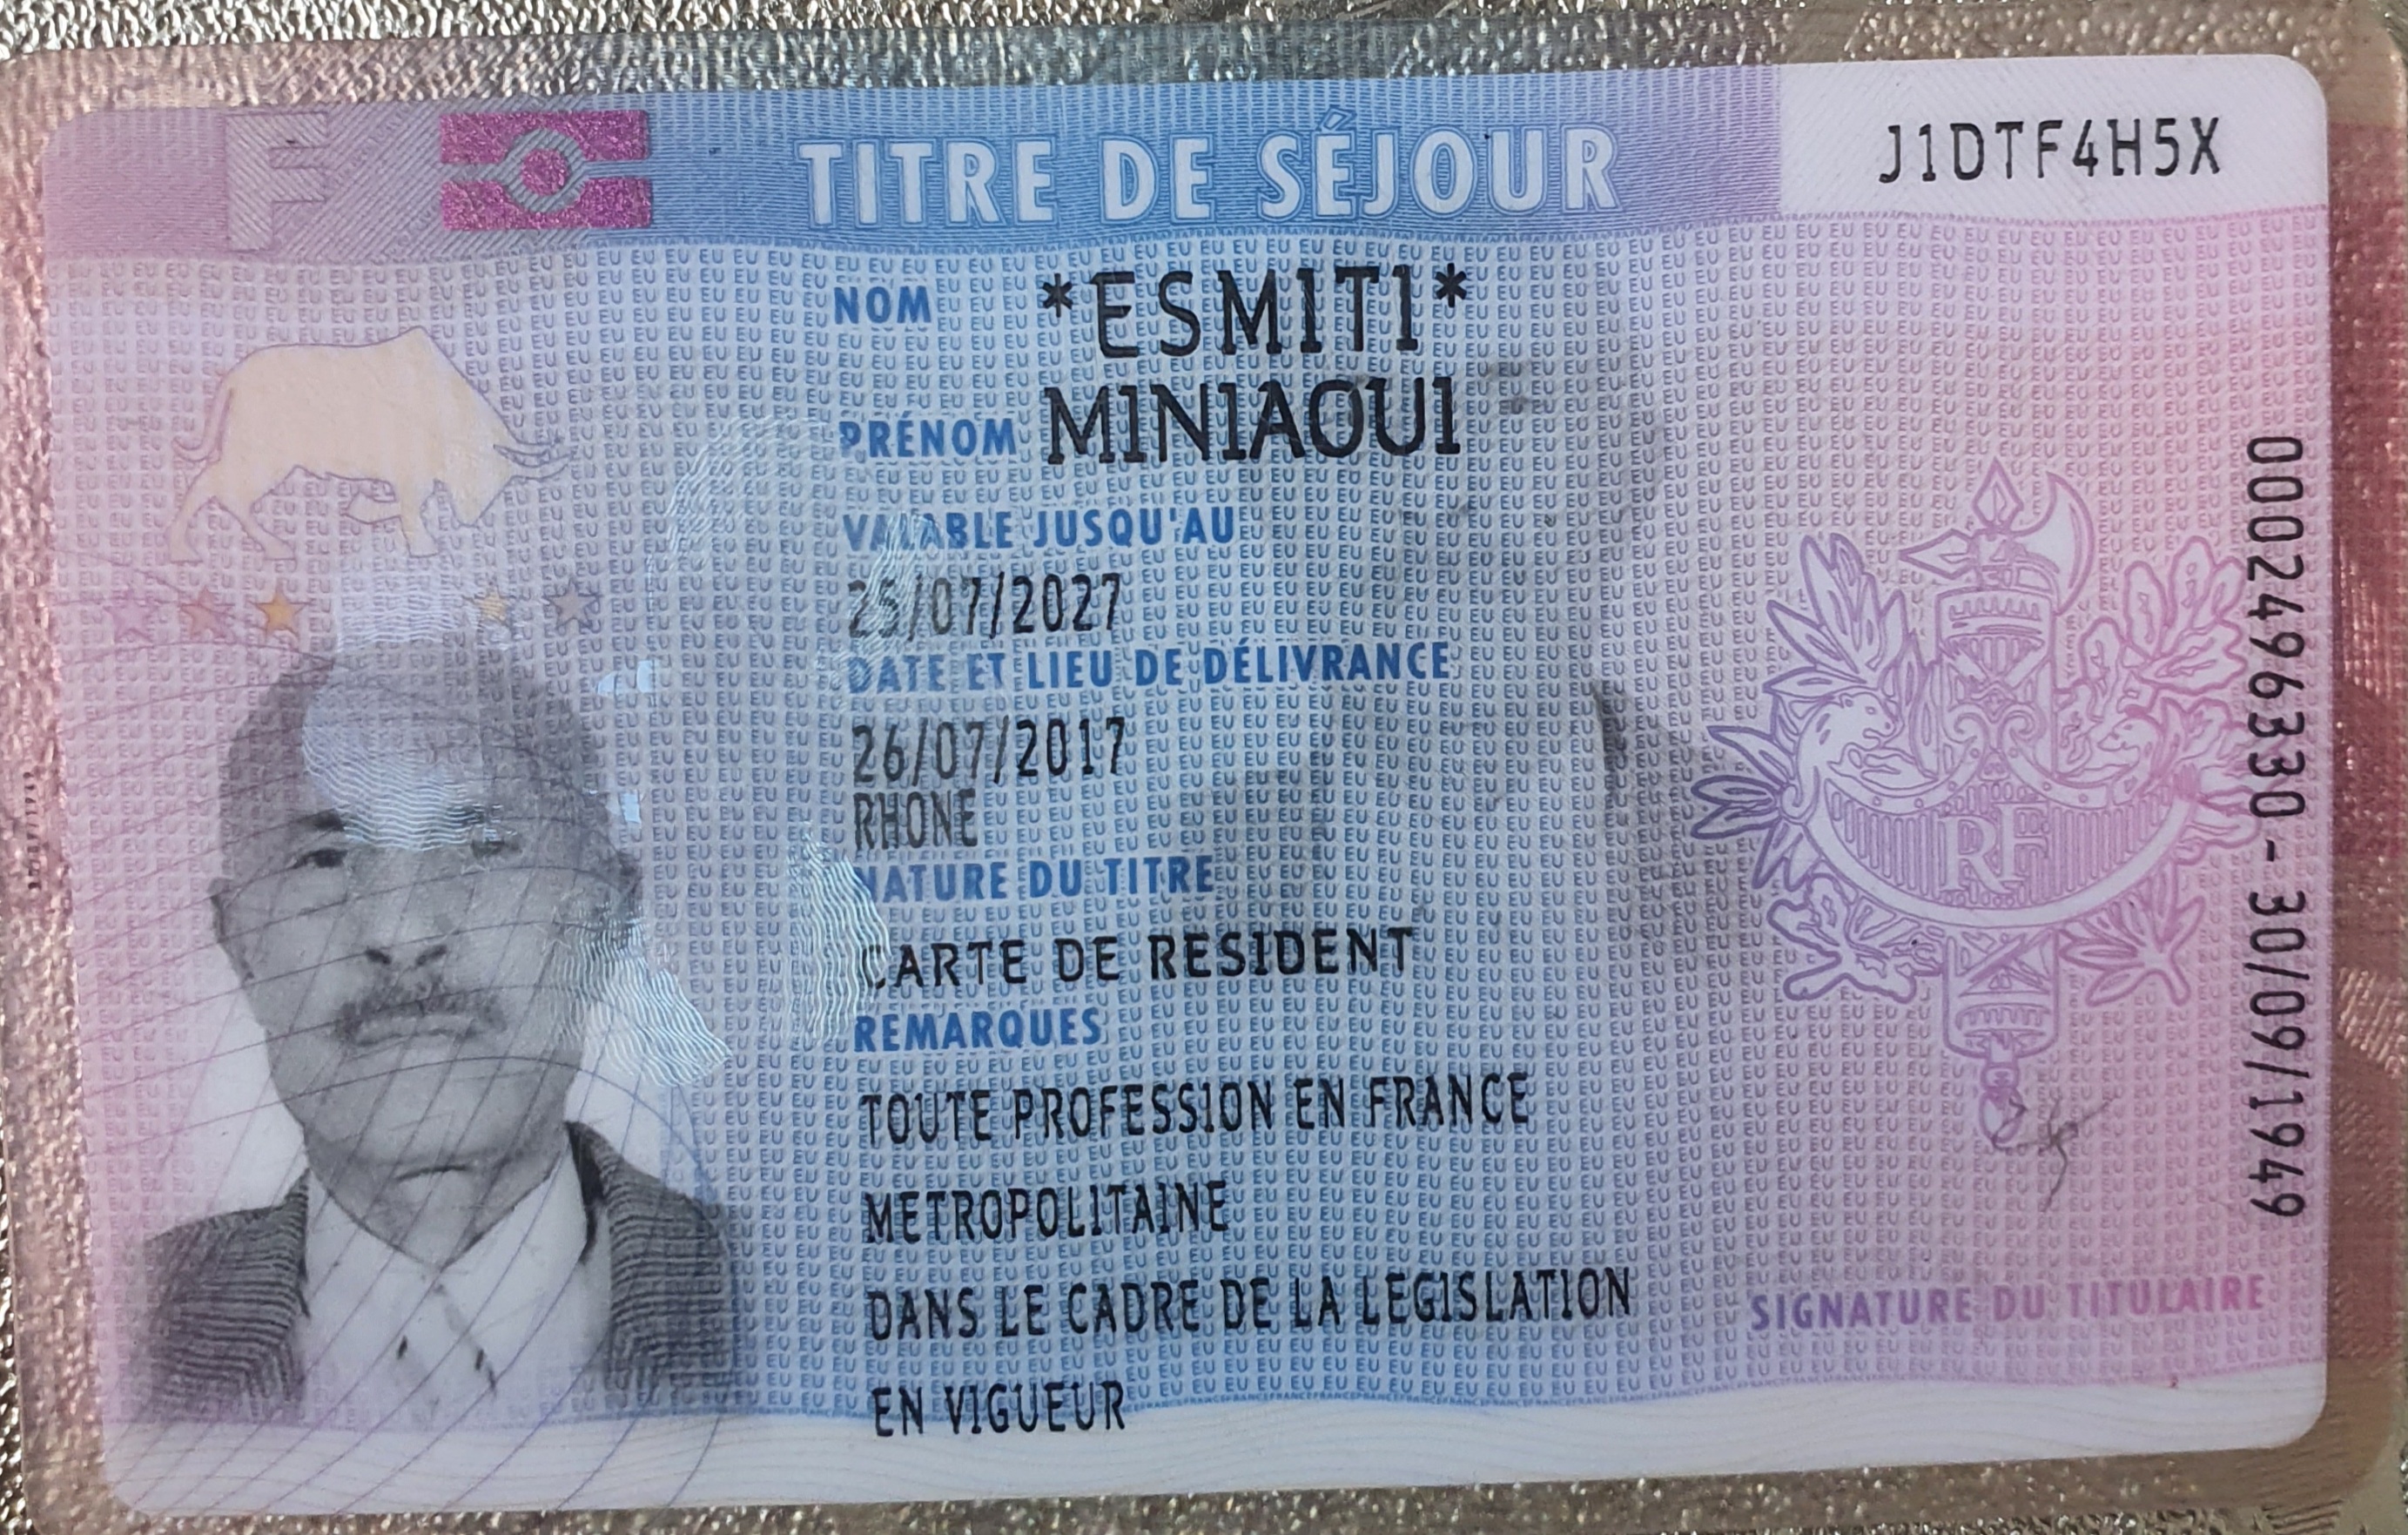 F
TITRE DE SÉJOUR
J1DTF4H5X
NOM *ESMITI*
PRÉNOM MINIAOUI
VALABLE JUSQU'AU
25/07/2027
DATE ET LIEU DE DÉLIVRANCE
26/07/2017
RHONE
NATURE DU TITRE
CARTE DE RESIDENT
REMARQUES
TOUTE PROFESSION EN FRANCE
METROPOLITAINE
DANS LE CADRE DE LA LEGISLATION
EN VIGUEUR
RF
SIGNATURE DU TITULAIRE
0002496330-30/09/1949